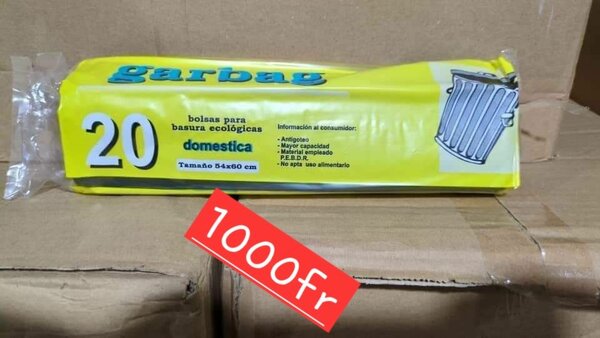 garbag
20
bolsas para
basura ecológicas
domestica
Tamaño 54x60 cm
Información al consumidor:
- Antigoteo
- Mayor capacidad
- Material empleado
P.E.B.D.R.
- No apta uso alimentario
1000fr